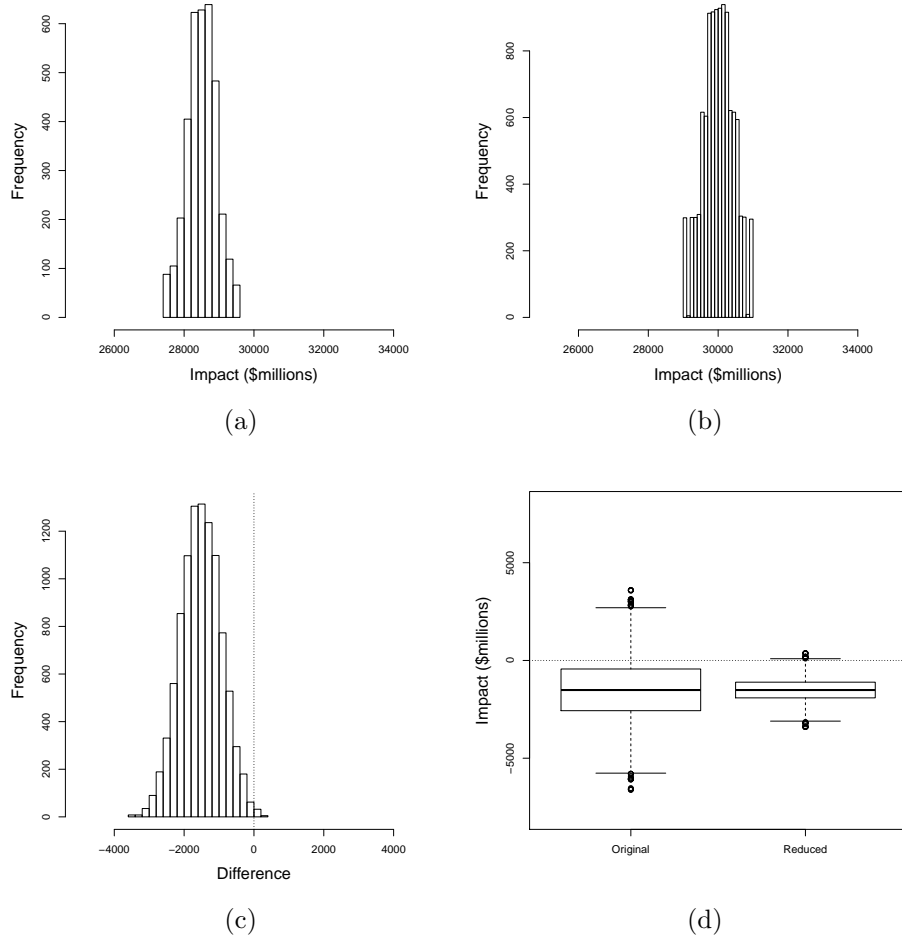 600
500
400
300
200
100
0
Frequency
26000 28000 30000 32000 34000
Impact ($millions)
(a)
800
600
400
200
0
Frequency
26000 28000 30000 32000 34000
Impact ($millions)
(b)
1200
1000
800
600
400
200
0
Frequency
−4000 −2000 0 2000 4000
Difference
(c)
5000
0
−5000
Impact ($millions)
Original Reduced
(d)